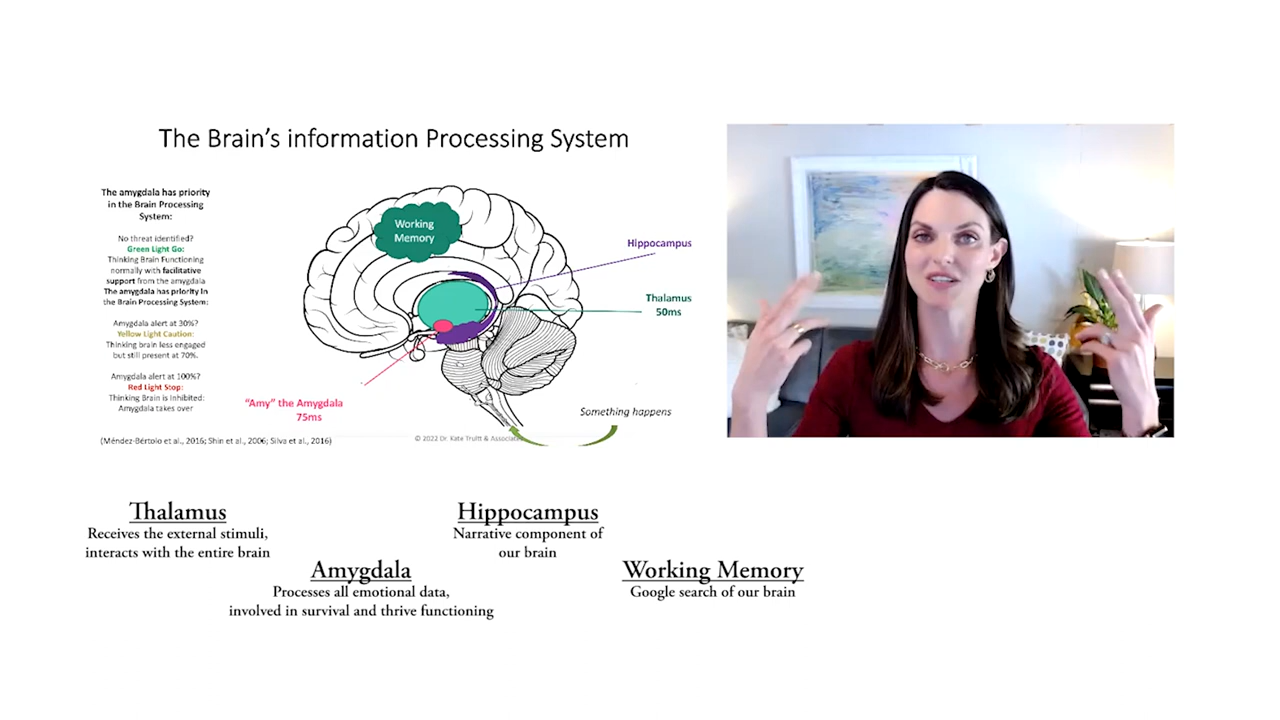 The Brain's information Processing System
The amygdala has priority
in the Brain Processing
System:
No threat identified?
Green Light Go:
Thinking Brain Functioning
normally with facilitative
support from the amygdala
The amygdala has priority in
the Brain Processing System:
Amygdala alert at 30%?
Yellow Light Caution:
Thinking brain less engaged
but still present at 70%.
Amygdala alert at 100%?
Red Light Stop:
Thinking Brain is Inhibited:
Amygdala takes over
(Méndez-Bértolo et al., 2016; Shin et al., 2006; Silva et al., 2016)
Working
Memory
Hippocampus
Thalamus
50ms
"Amy" the Amygdala
75ms
Something happens
© 2022 Dr. Kate Truitt & Associates
Thalamus
Receives the external stimuli,
interacts with the entire brain
Amygdala
Processes all emotional data,
involved in survival and thrive functioning
Hippocampus
Narrative component of
our brain
Working Memory
Google search of our brain